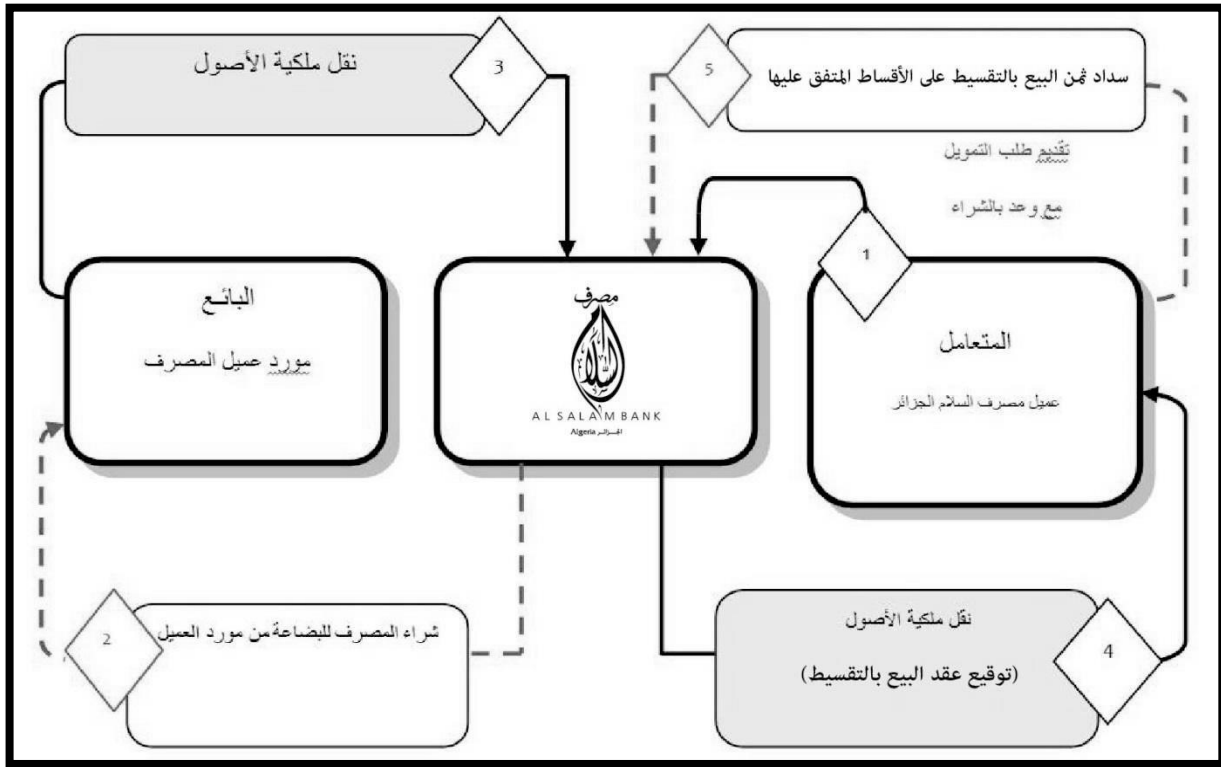 نقل ملكية الأصول
3
5
سداد ثمن البيع بالتقسيط على الأقساط المتفق عليها
تقديم طلب التمويل
مع وعد بالشراء
1
المتعامل
عميل مصرف السلام الجزائر
مصرف
السلام
AL SALAM BANK
Algeria الجزائر
البائـع
مورد عميل المصرف
2
شراء المصرف للبضاعة من مورد العميل
نقل ملكية الأصول
(توقيع عقد البيع بالتقسيط)
4